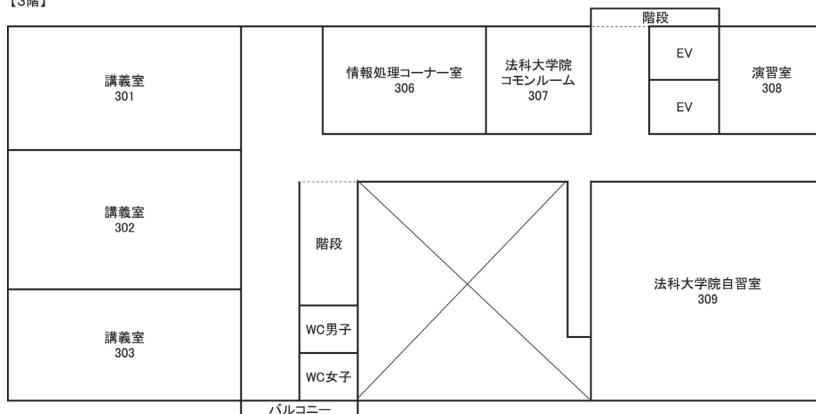 【3階】
階段
講義室
301
情報処理コーナー室
306
法科大学院
コモンルーム
307
EV
EV
演習室
308
講義室
302
階段
法科大学院自習室
309
講義室
303
WC男子
WC女子
バルコニー